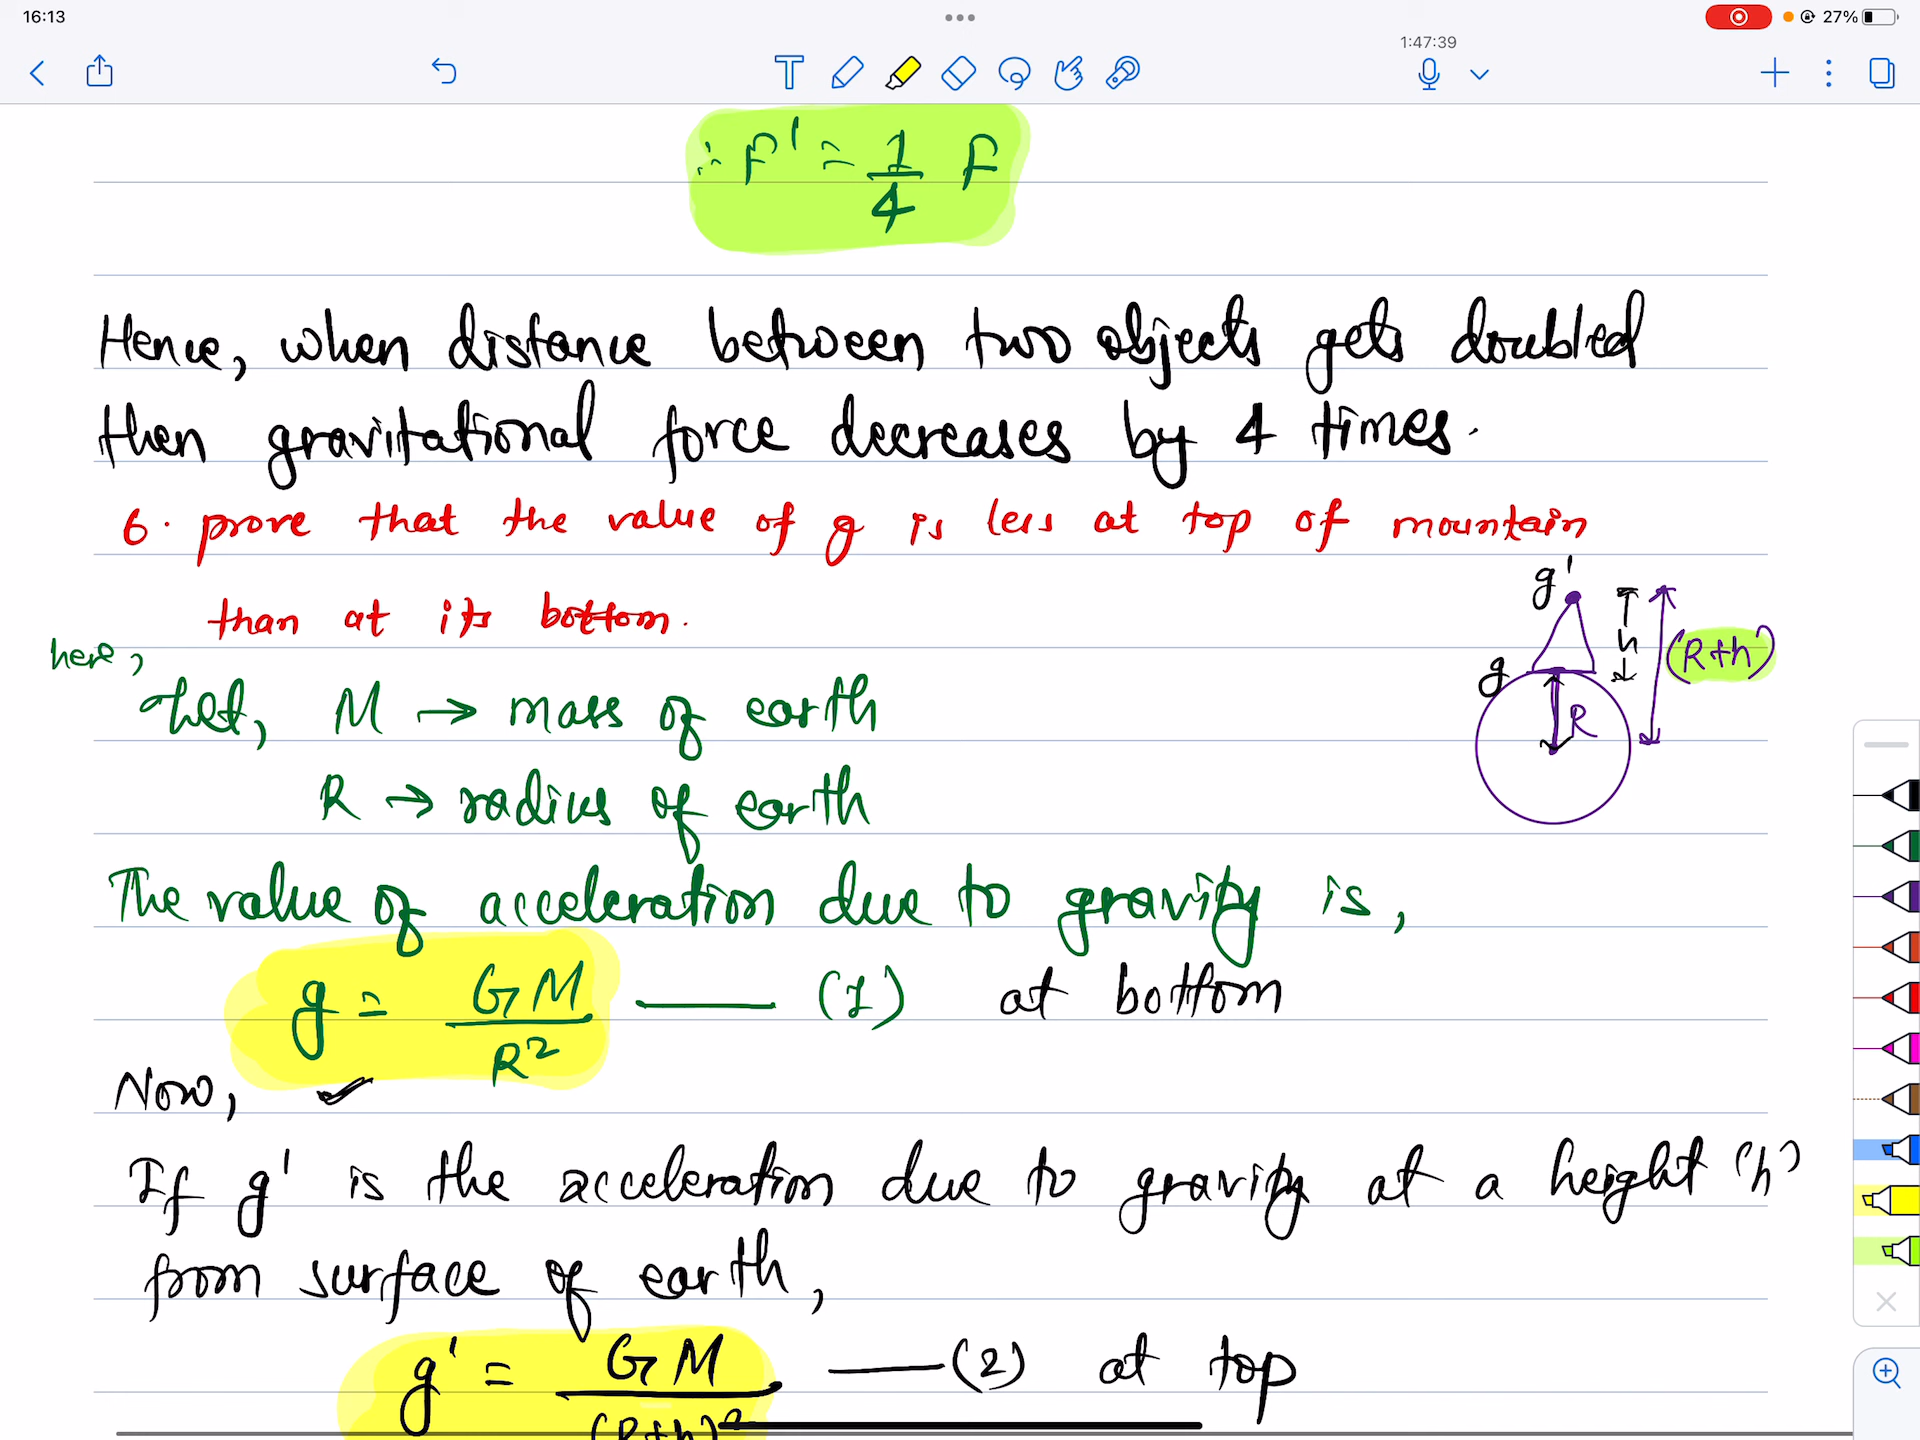 16:13
27%
1:47:39
∴ F' = 1/4 F
Hence, when distance between two objects gets doubled
then gravitational force decreases by 4 times.
6. prove that the value of g is less at top of mountain
than at its bottom.
g'
h
(R+h)
g
R
here,
Let, M → mass of earth
R → radius of earth
The value of acceleration due to gravity is,
g = GM/R² —— (1) at bottom
Now,
If g' is the acceleration due to gravity at a height 'h'
from surface of earth,
g' = GM/(R+h)² ——(2) at top